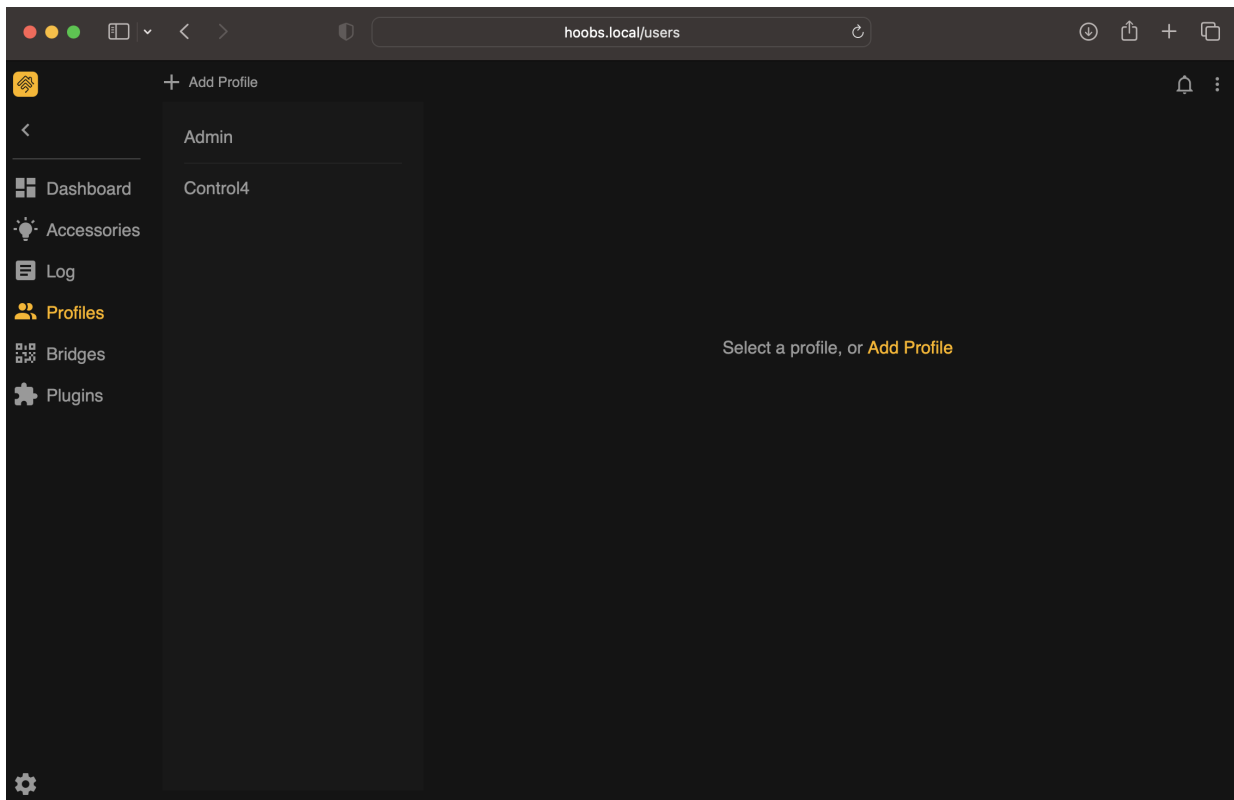 hoobs.local/users
Add Profile
Admin
Control4
Dashboard
Accessories
Log
Profiles
Bridges
Plugins
Select a profile, or Add Profile